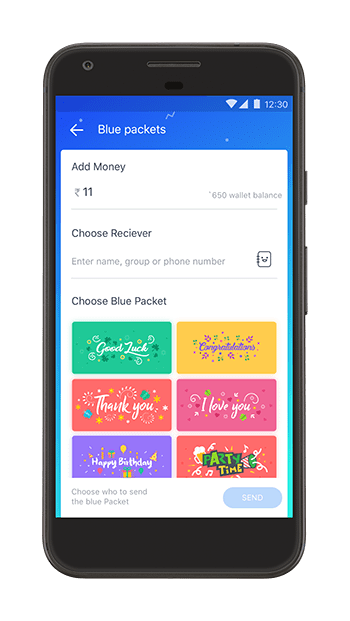 12:30
Blue packets
Add Money
₹ 11
`650 wallet balance
Choose Reciever
Enter name, group or phone number
Choose Blue Packet
Good Luck
Congratulations
Thank you
I love you
Happy Birthday
PARTY
TIME
Choose who to send
the blue Packet
SEND